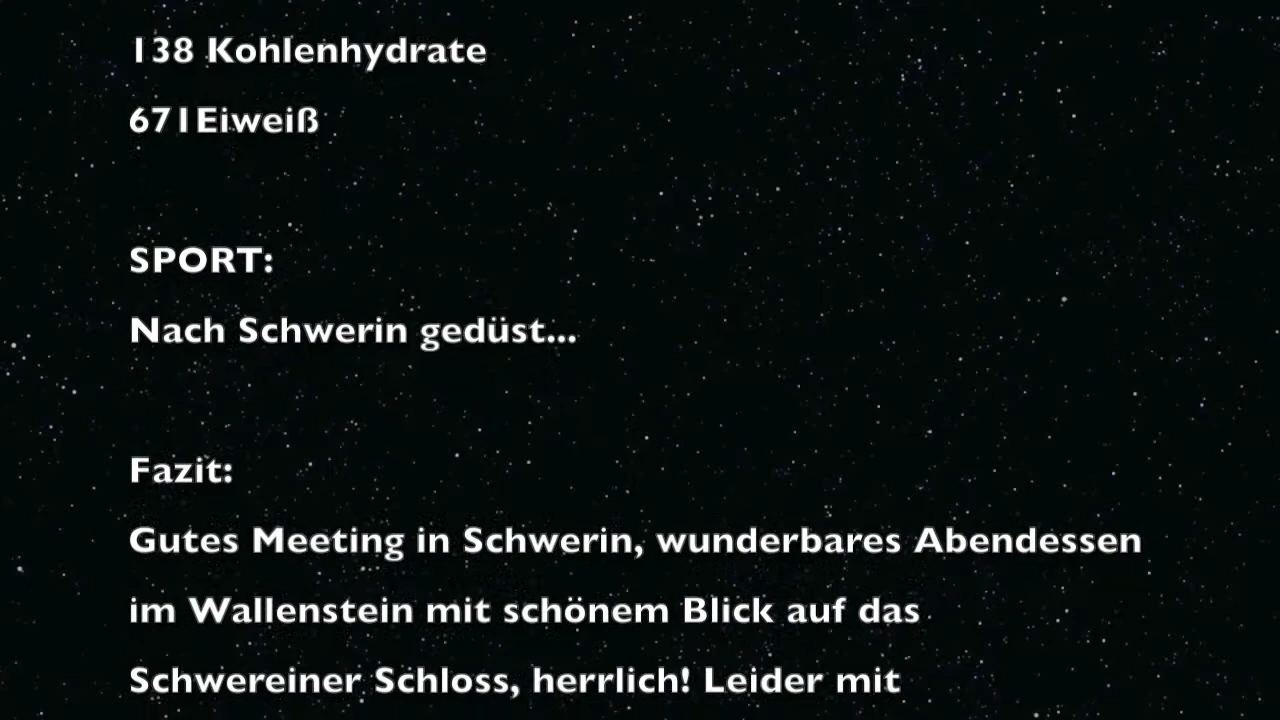 138 Kohlenhydrate
671Eiweiß
SPORT:
Nach Schwerin gedüst...
Fazit:
Gutes Meeting in Schwerin, wunderbares Abendessen
im Wallenstein mit schönem Blick auf das
Schwereiner Schloss, herrlich! Leider mit